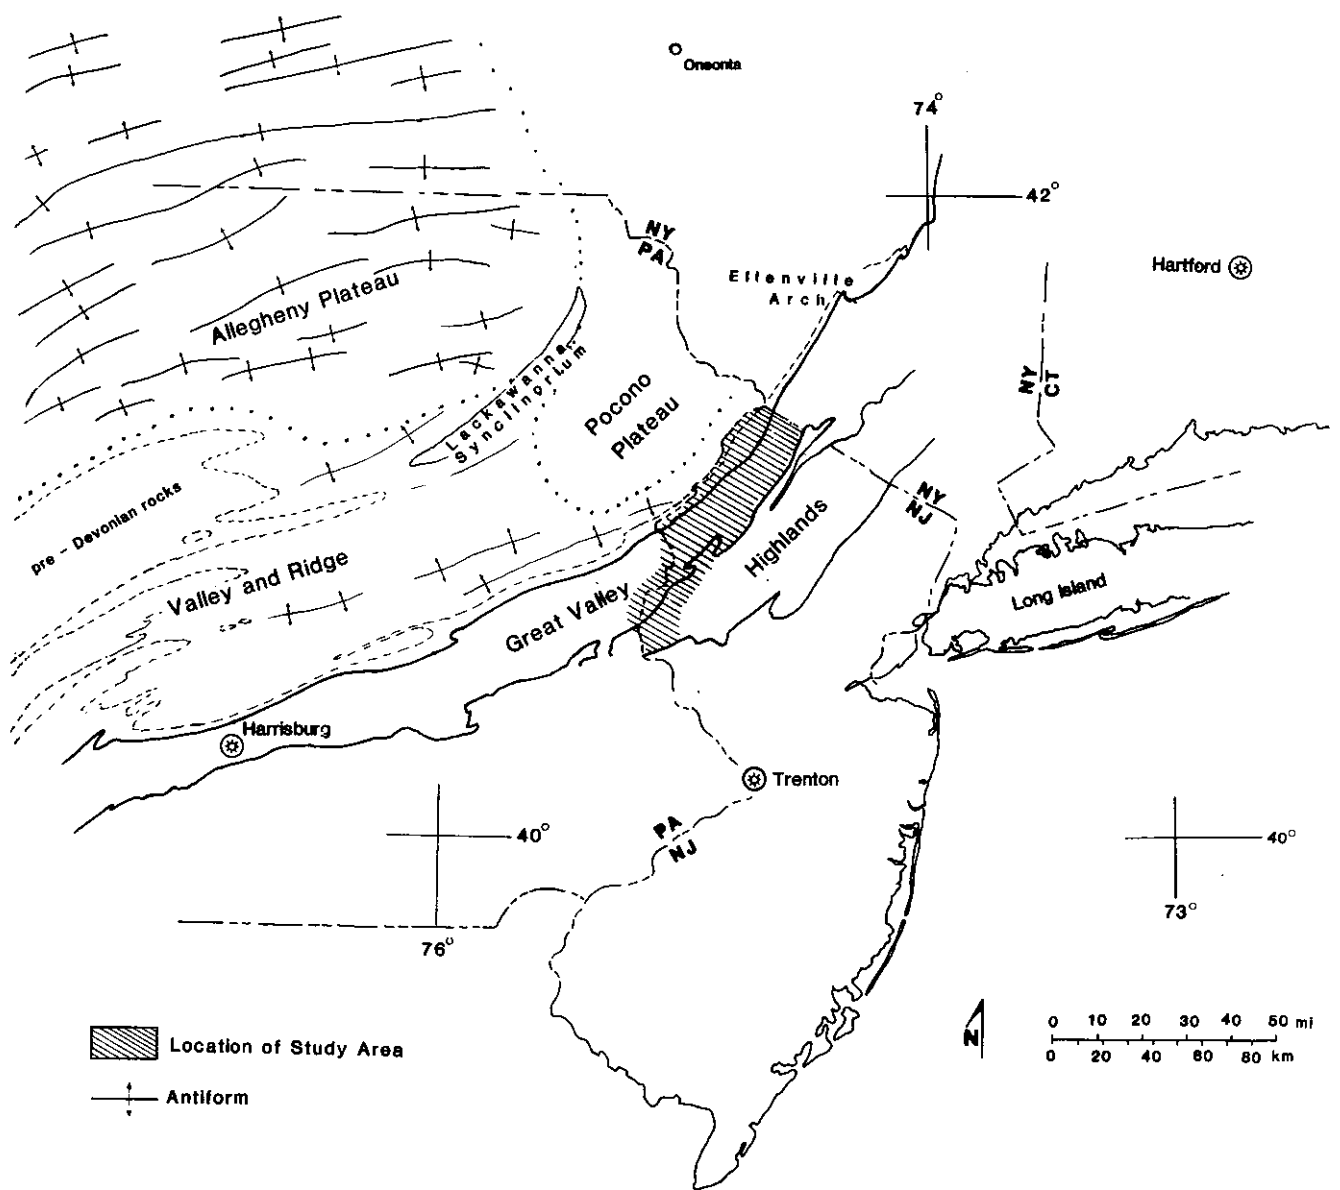 Oneonta
74°
42°
NY
PA
Hartford
Ellenville
Arch
Allegheny Plateau
NY
CT
Lackawanna
Synclinorium
Pocono
Plateau
pre - Devonian rocks
NY
NJ
Highlands
Valley and Ridge
Long Island
Great Valley
Harrisburg
Trenton
40°
PA
NJ
40°
76°
73°
N
0 10 20 30 40 50 mi
0 20 40 60 80 km
Location of Study Area
Antiform